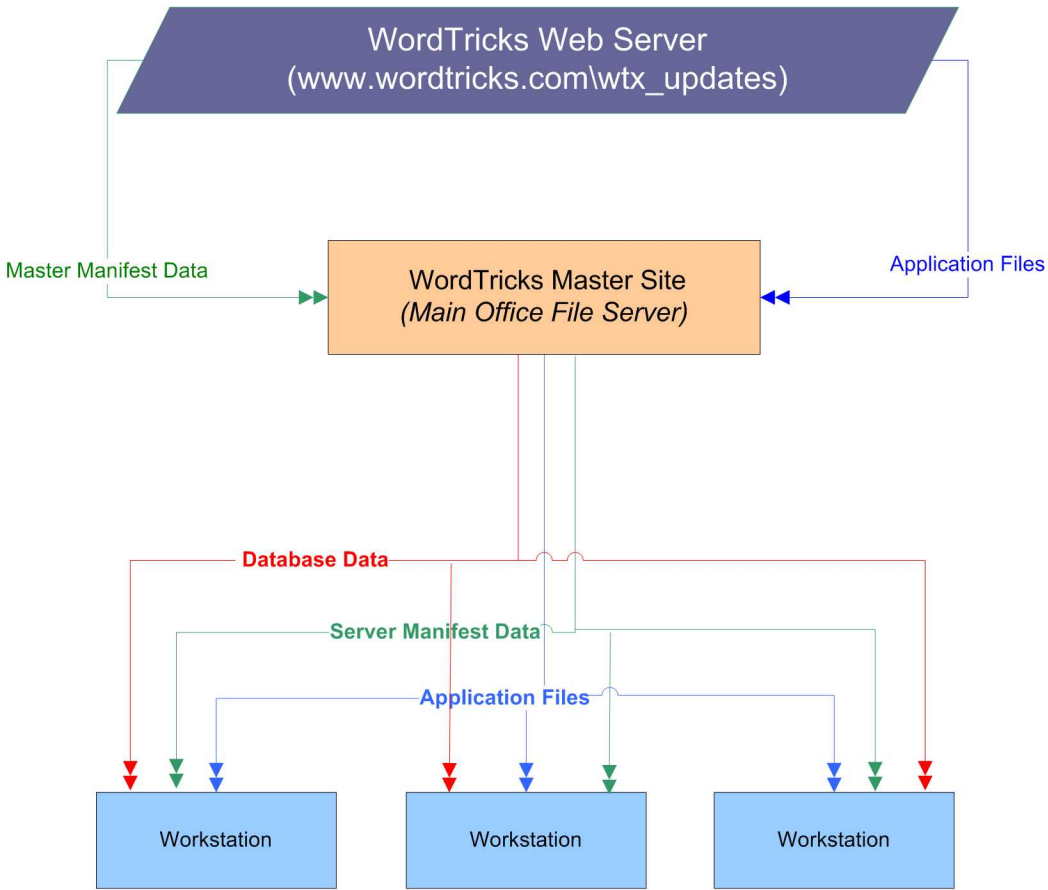 WordTricks Web Server
(www.wordtricks.com\wtx_updates)
Master Manifest Data
Application Files
WordTricks Master Site
(Main Office File Server)
Database Data
Server Manifest Data
Application Files
Workstation
Workstation
Workstation